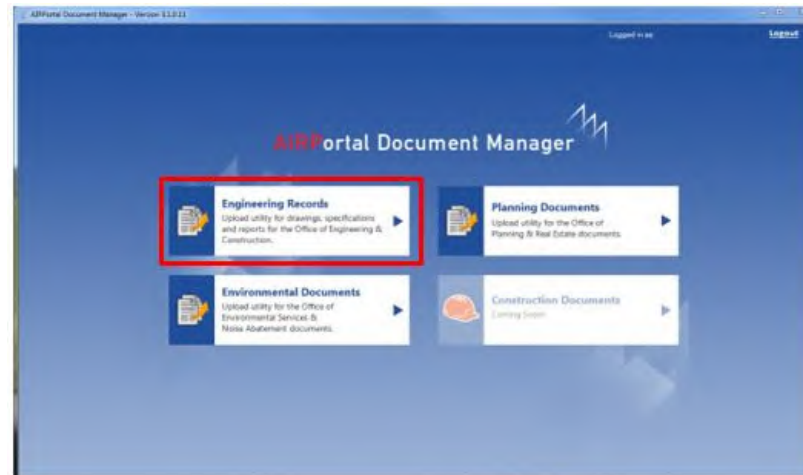 AIRPortal Document Manager - Version 1.1.0.11
Logged in as
Logout
AIRPortal Document Manager
Engineering Records
Upload utility for drawings, specifications
and reports for the Office of Engineering &
Construction.
Planning Documents
Upload utility for the Office of
Planning & Real Estate documents.
Environmental Documents
Upload utility for the Office of
Environmental Services &
Noise Abatement documents.
Construction Documents
Coming Soon